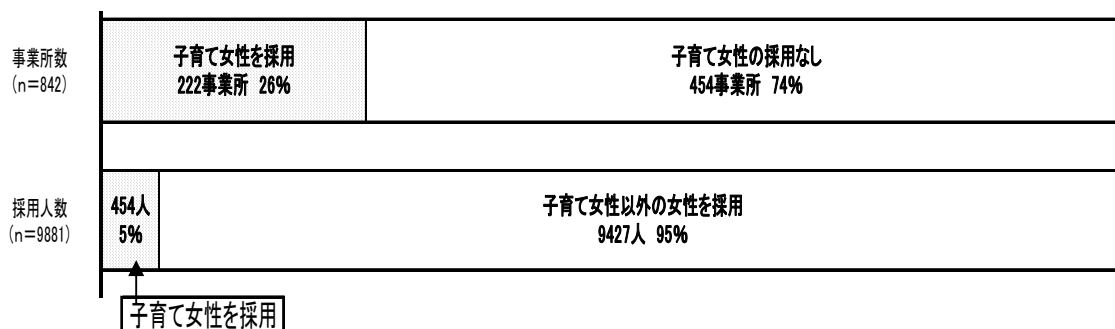 事業所数
(n=842)
子育て女性を採用
222事業所 26%
子育て女性の採用なし
454事業所 74%
採用人数
(n=9881)
454人
5%
子育て女性以外の女性を採用
9427人 95%
子育て女性を採用